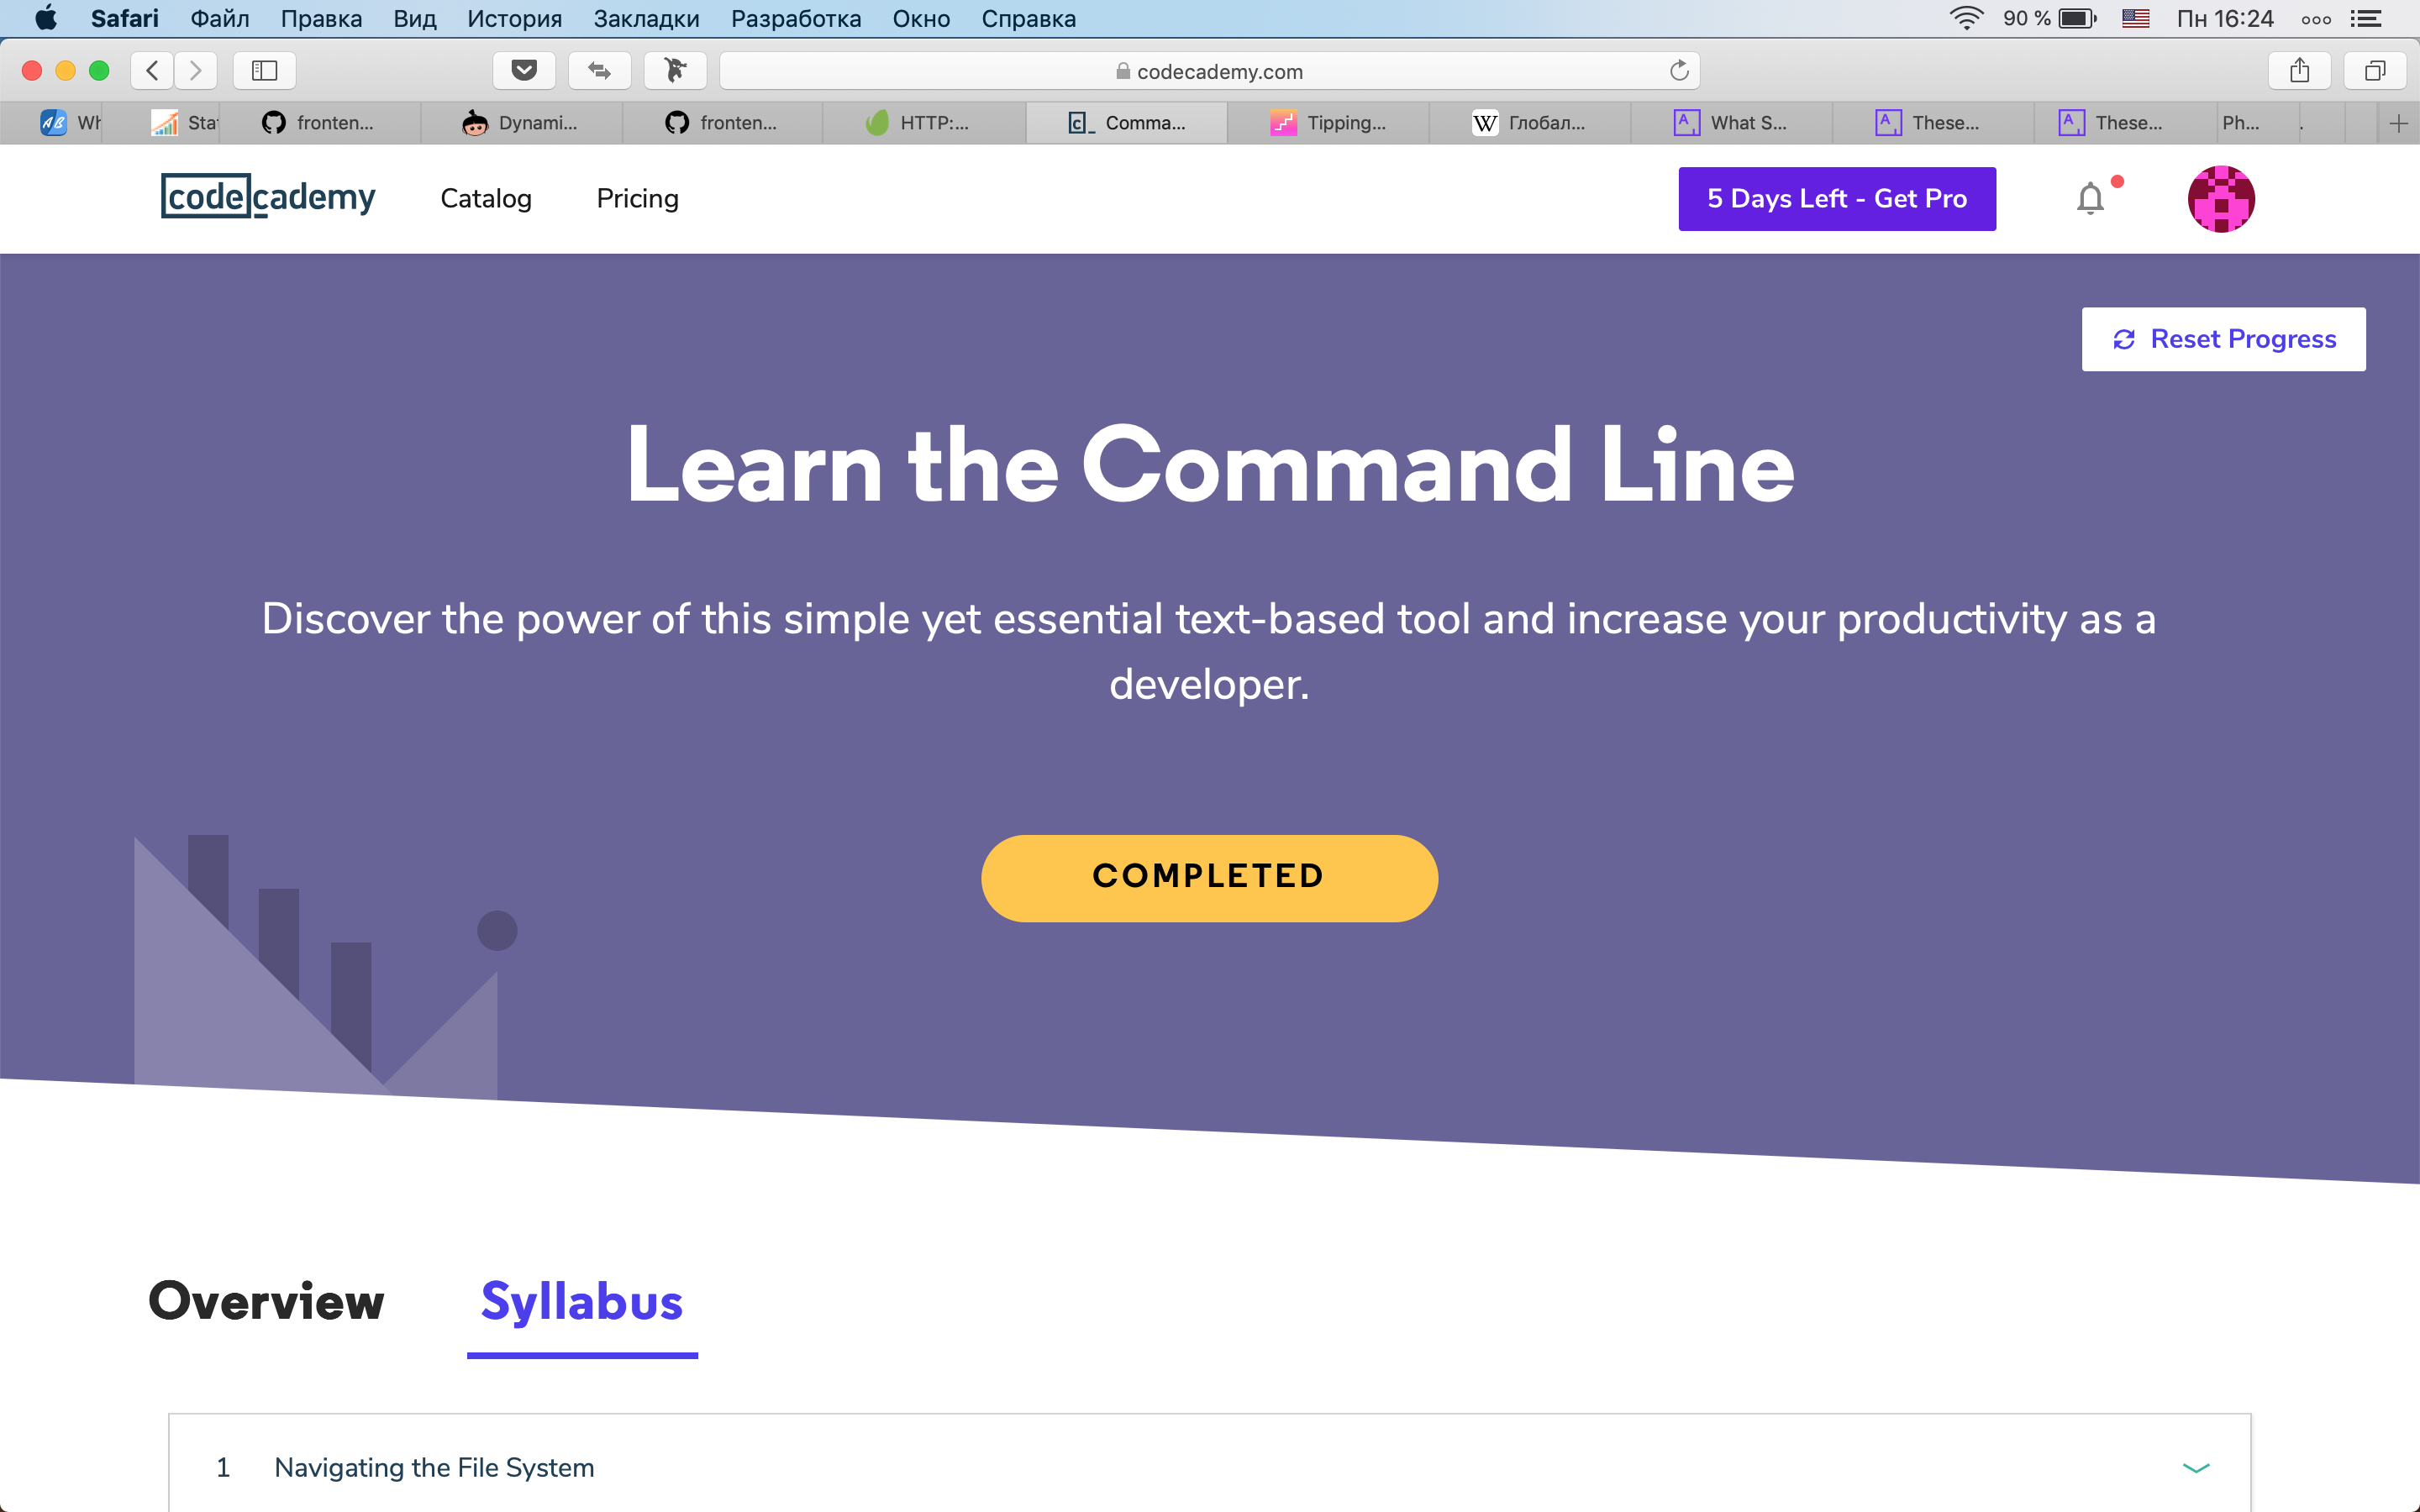 Safari Файл Правка Вид История Закладки Разработка Окно Справка 90 % Пн 16:24
codecademy.com
Wh Stat fronten... Dynami... fronten... HTTP:... Comma... Tipping... W Глобал... What S... These... These... Ph...
codecademy Catalog Pricing 5 Days Left - Get Pro
Reset Progress
Learn the Command Line
Discover the power of this simple yet essential text-based tool and increase your productivity as a
developer.
COMPLETED
Overview Syllabus
1 Navigating the File System